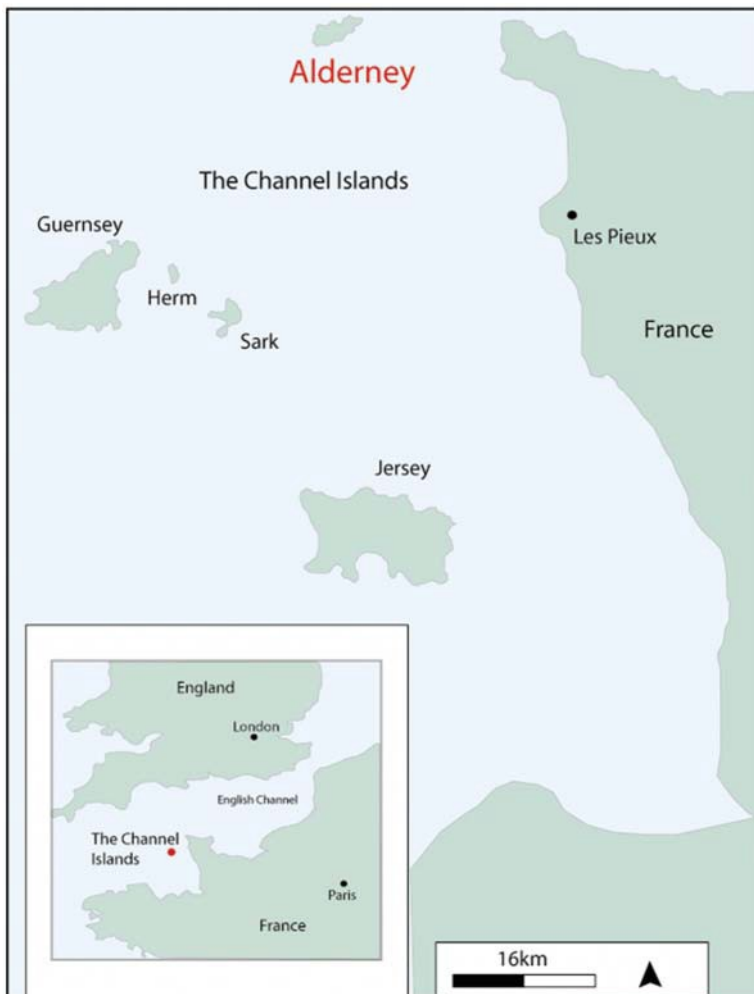 Alderney
The Channel Islands
Guernsey
Les Pieux
Herm
France
Sark
Jersey
England
London
English Channel
The Channel
Islands
Paris
France
16km